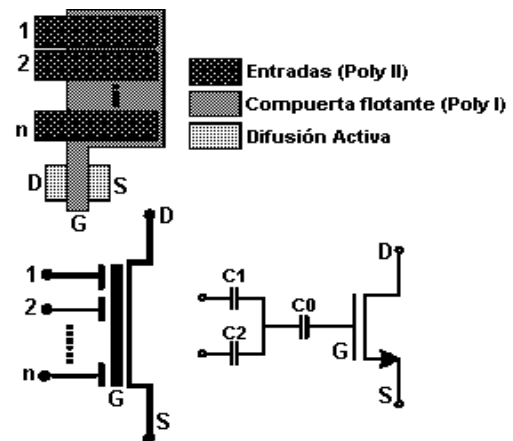 1
2
n
D
S
G
Entradas (Poly II)
Compuerta flotante (Poly I)
Difusión Activa
D
1
2
n
G
S
C1
C2
C0
D
G
S